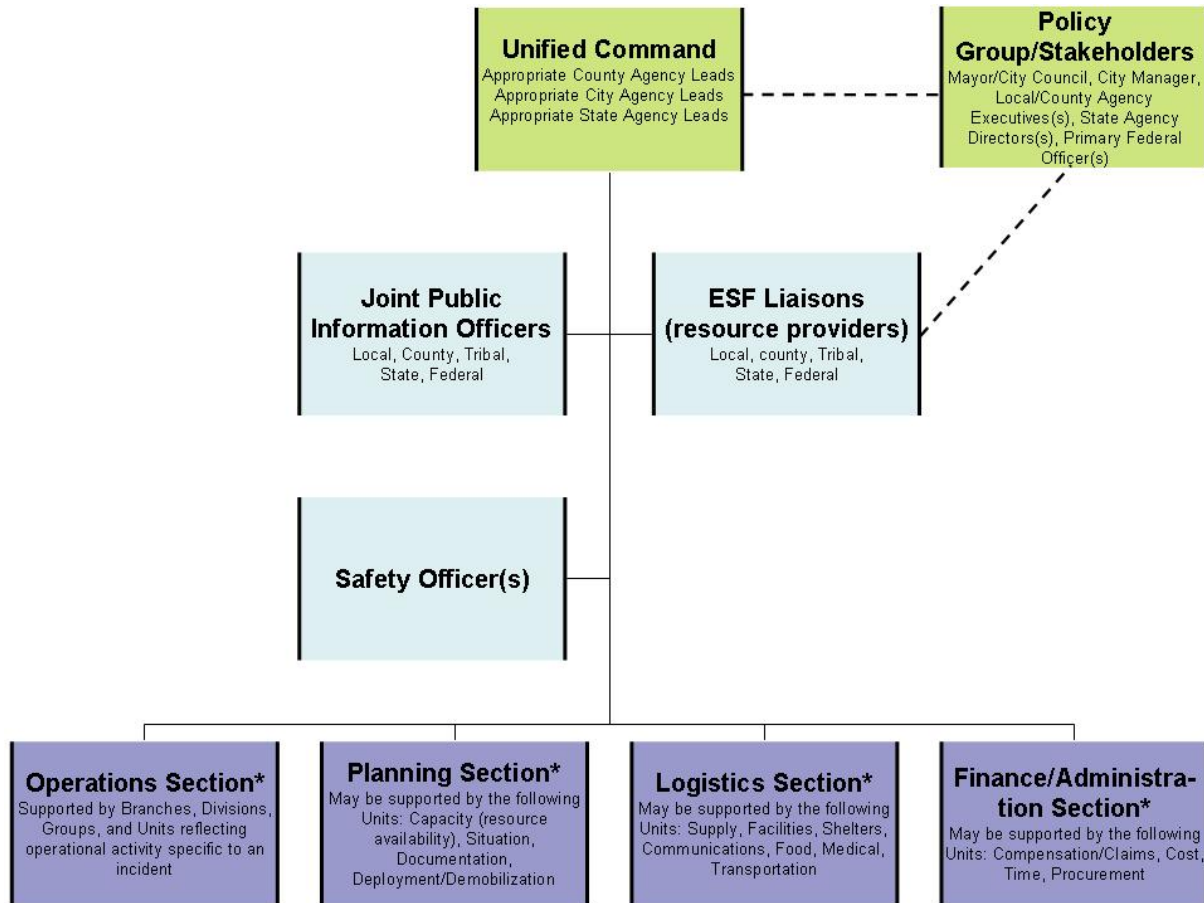 Unified Command
Appropriate County Agency Leads
Appropriate City Agency Leads
Appropriate State Agency Leads
Policy
Group/Stakeholders
Mayor/City Council, City Manager,
Local/County Agency
Executives(s), State Agency
Directors(s), Primary Federal
Officer(s)
Joint Public
Information Officers
Local, County, Tribal,
State, Federal
ESF Liaisons
(resource providers)
Local, county, Tribal,
State, Federal
Safety Officer(s)
Operations Section*
Supported by Branches, Divisions,
Groups, and Units reflecting
operational activity specific to an
incident
Planning Section*
May be supported by the following
Units: Capacity (resource
availability), Situation,
Documentation,
Deployment/Demobilization
Logistics Section*
May be supported by the following
Units: Supply, Facilities, Shelters,
Communications, Food, Medical,
Transportation
Finance/Administra-
tion Section*
May be supported by the following
Units: Compensation/Claims, Cost,
Time, Procurement